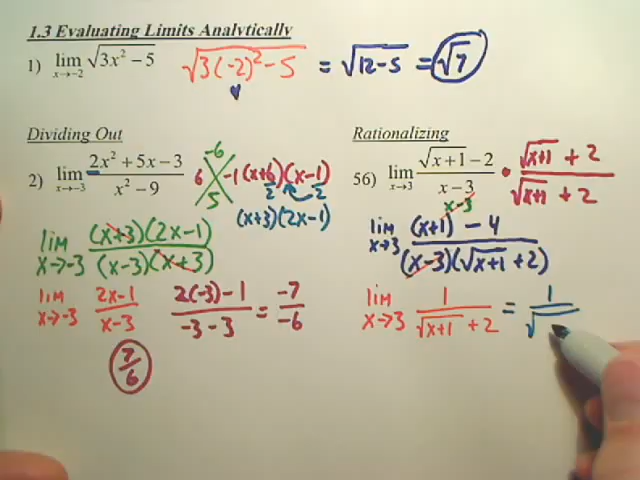 1.3 Evaluating Limits Analytically
1) lim x→-2 √3x² − 5 √3(-2)² - 5 = √12-5 = √7
Dividing Out
2) lim x→-3 2x² + 5x − 3 / x² − 9
-6
6 -1
5
(x+6)(x-1)
2 2
(x+3)(2x-1)
lim x→-3 (x+3)(2x-1) / (x-3)(x+3)
lim x→-3 2x-1 / x-3 2(-3)-1 / -3-3 = -7 / -6
7/6
Rationalizing
56) lim x→3 √x+1 − 2 / x − 3 • √x+1 + 2 / √x+1 + 2
x-3
lim x→3 (x+1) - 4 / (x-3)(√x+1 + 2)
lim x→3 1 / √x+1 + 2 = 1 / √